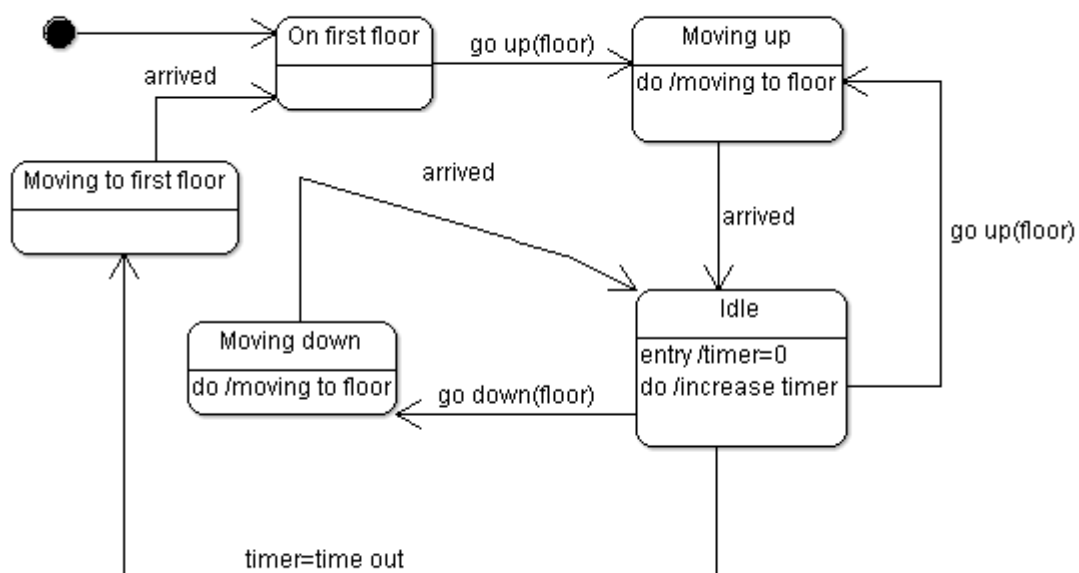 On first floor
go up(floor)
Moving up
do /moving to floor
arrived
Moving to first floor
arrived
arrived
go up(floor)
Moving down
do /moving to floor
go down(floor)
Idle
entry /timer=0
do /increase timer
timer=time out